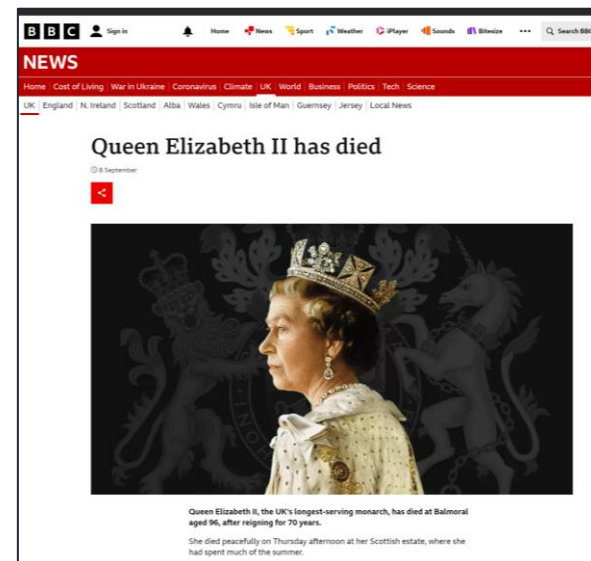 BBC Sign in Home News Sport Weather iPlayer Sounds Bitesize ••• Search BBC
NEWS
Home Cost of Living War in Ukraine Coronavirus Climate UK World Business Politics Tech Science
UK England N. Ireland Scotland Alba Wales Cymru Isle of Man Guernsey Jersey Local News
Queen Elizabeth II has died
8 September
Queen Elizabeth II, the UK's longest-serving monarch, has died at Balmoral
aged 96, after reigning for 70 years.
She died peacefully on Thursday afternoon at her Scottish estate, where she
had spent much of the summer.